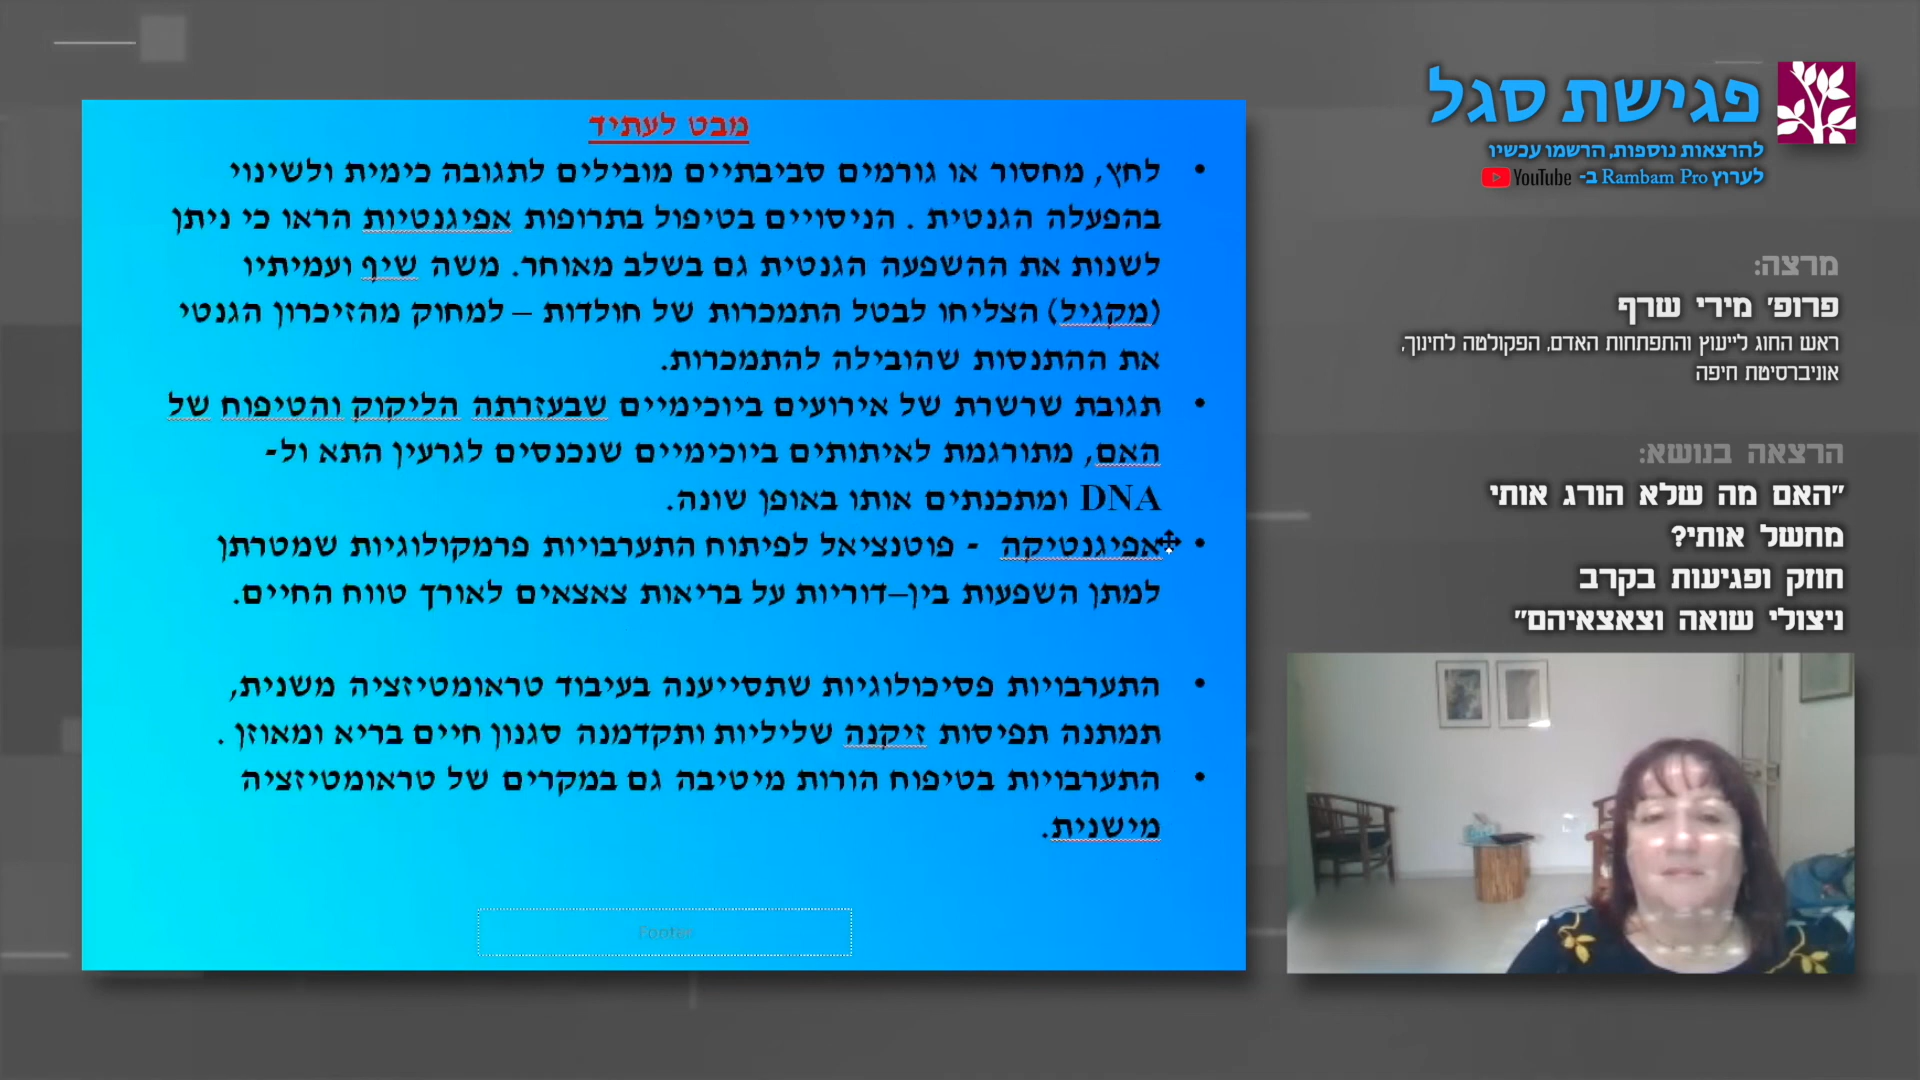 פגישת סגל
להרצאות נוספות, הרשמו עכשיו
לערוץ Rambam Pro ב- YouTube
מרצה:
פרופ' מירי שרף
ראש החוג לייעוץ והתפתחות האדם, הפקולטה לחינוך,
אוניברסיטת חיפה
הרצאה בנושא:
"האם מה שלא הורג אותי
מחשל אותי?
חוזק ופגיעות בקרב
ניצולי שואה וצאצאיהם"
מבט לעתיד
• לחץ, מחסור או גורמים סביבתיים מובילים לתגובה כימית ולשינוי
בהפעלה הגנטית . הניסויים בטיפול בתרופות אפיגנטיות הראו כי ניתן
לשנות את ההשפעה הגנטית גם בשלב מאוחר. משה שיף ועמיתיו
(מקגיל) הצליחו לבטל התמכרות של חולדות – למחוק מהזיכרון הגנטי
את ההתנסות שהובילה להתמכרות.
• תגובת שרשרת של אירועים ביוכימיים שבעזרתה הליקוק והטיפוח של
האם, מתורגמת לאיתותים ביוכימיים שנכנסים לגרעין התא ול-
DNA ומתכנתים אותו באופן שונה.
• אפיגנטיקה - פוטנציאל לפיתוח התערבויות פרמקולוגיות שמטרתן
למתן השפעות בין–דוריות על בריאות צאצאים לאורך טווח החיים.
• התערבויות פסיכולוגיות שתסייענה בעיבוד טראומטיזציה משנית,
תמתנה תפיסות זיקנה שליליות ותקדמנה סגנון חיים בריא ומאוזן .
• התערבויות בטיפוח הורות מיטיבה גם במקרים של טראומטיזציה
מישנית.
Footer